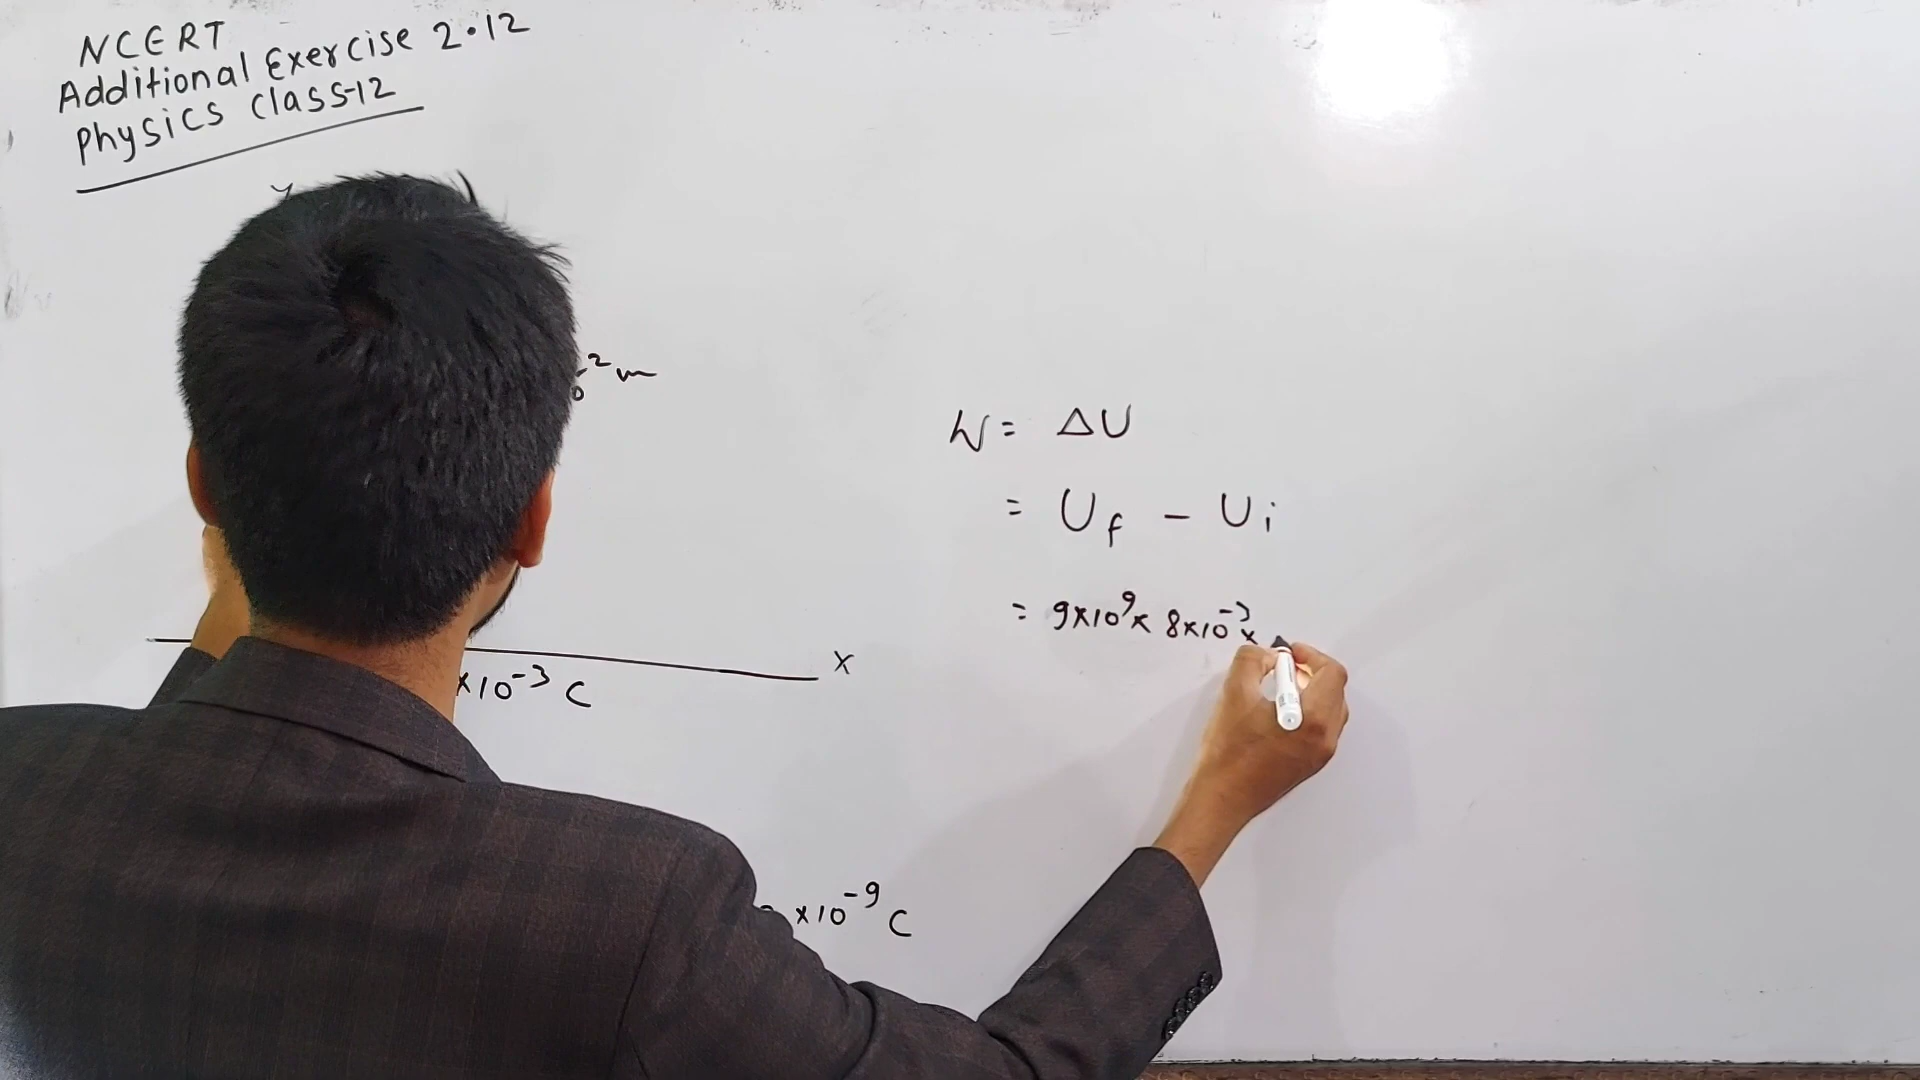 NCERT
Additional Exercise 2.12
Physics Class-12
Y
⁻² m
W = ΔU
= U_f - U_i
= 9×10⁹× 8×10⁻³×
X
×10⁻³ C
×10⁻⁹ C